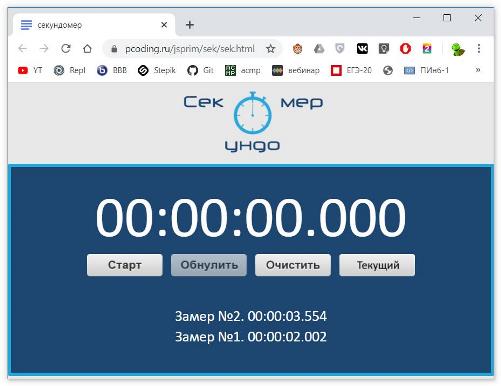 секундомер
pcoding.ru/jsprim/sek/sek.html
YT Repl BBB Stepik Git acmp вебинар ЕГЭ-20 ПИнб-1
Сек мер
ундо
00:00:00.000
Старт Обнулить Очистить Текущий
Замер №2. 00:00:03.554
Замер №1. 00:00:02.002